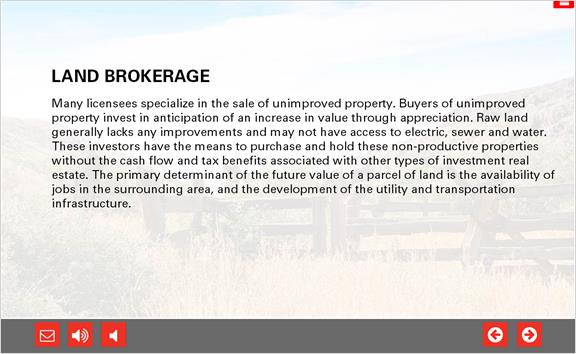 LAND BROKERAGE
Many licensees specialize in the sale of unimproved property. Buyers of unimproved
property invest in anticipation of an increase in value through appreciation. Raw land
generally lacks any improvements and may not have access to electric, sewer and water.
These investors have the means to purchase and hold these non-productive properties
without the cash flow and tax benefits associated with other types of investment real
estate. The primary determinant of the future value of a parcel of land is the availability of
jobs in the surrounding area, and the development of the utility and transportation
infrastructure.